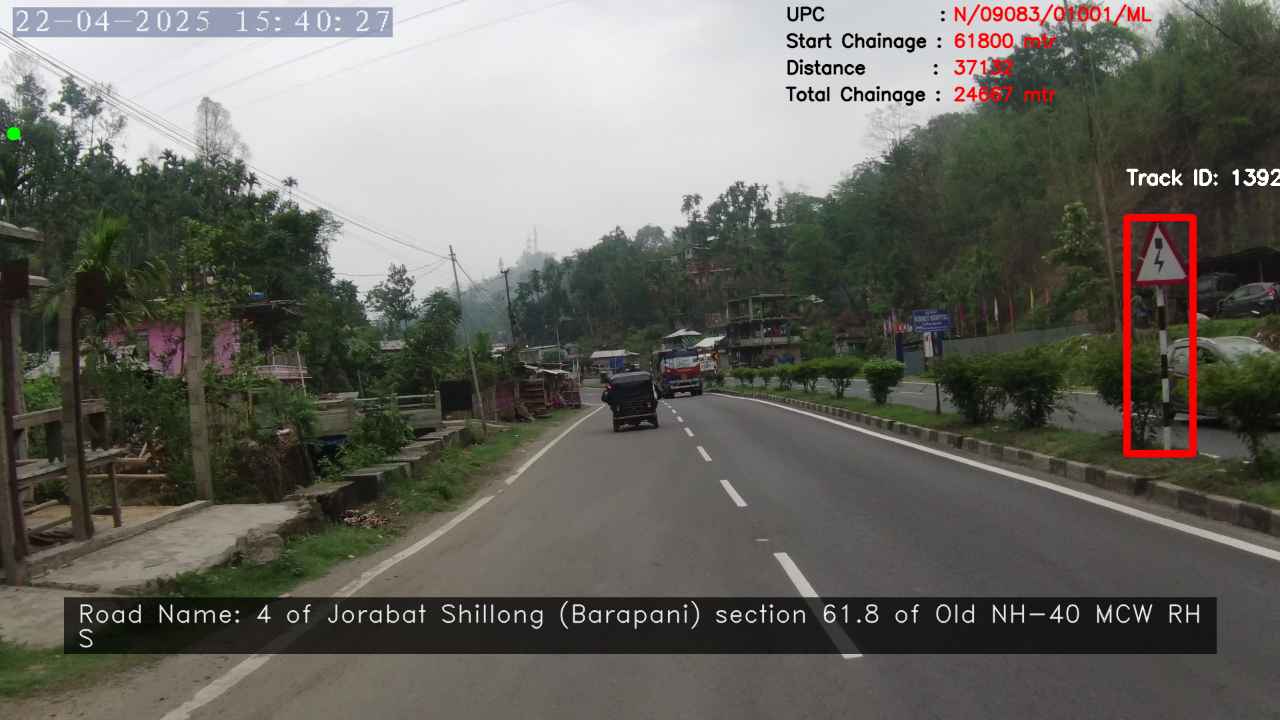 22-04-2025 15:40:27
UPC : N/09083/01001/ML
Start Chainage : 61800 mtr
Distance : 37132
Total Chainage : 24667 mtr
Track ID: 1392
Road Name: 4 of Jorabat Shillong (Barapani) section 61.8 of Old NH-40 MCW RH
S